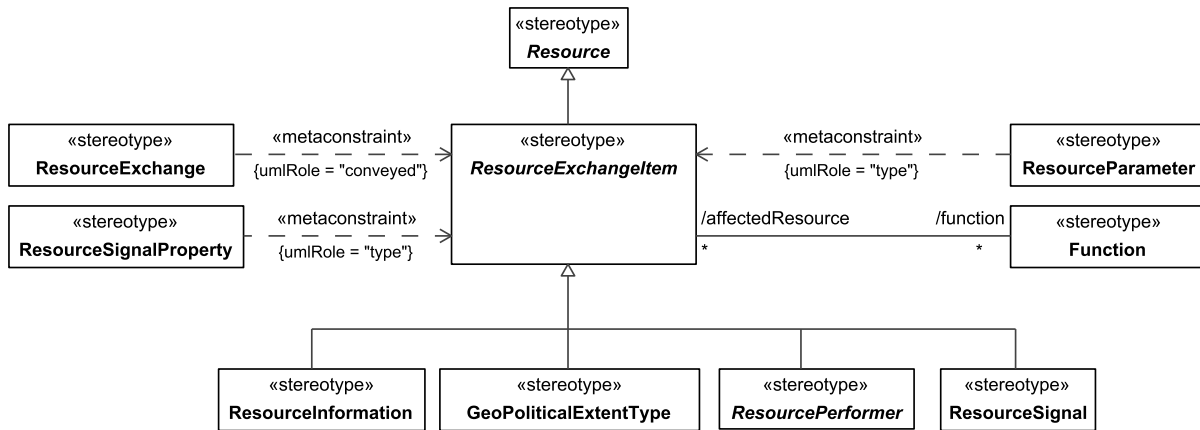 «stereotype»
Resource
«stereotype»
ResourceExchange
«metaconstraint»
{umlRole = "conveyed"}
«stereotype»
ResourceExchangeItem
«metaconstraint»
{umlRole = "type"}
«stereotype»
ResourceParameter
«stereotype»
ResourceSignalProperty
«metaconstraint»
{umlRole = "type"}
/affectedResource
*
/function
*
«stereotype»
Function
«stereotype»
ResourceInformation
«stereotype»
GeoPoliticalExtentType
«stereotype»
ResourcePerformer
«stereotype»
ResourceSignal